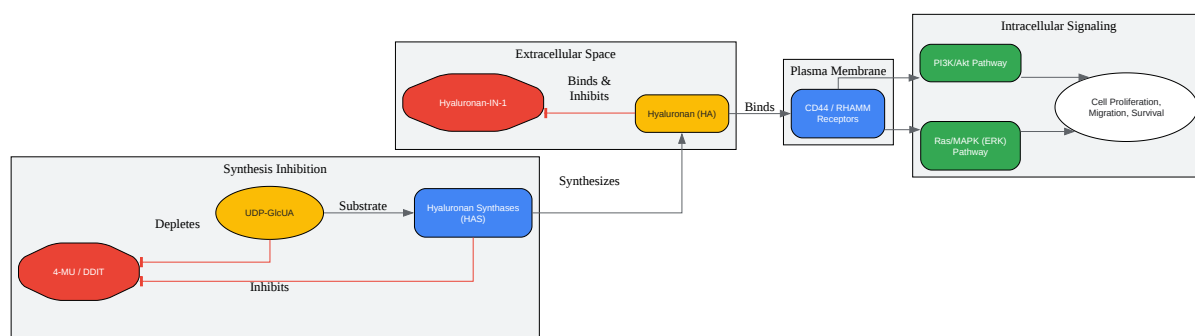 Intracellular Signaling
PI3K/Akt Pathway
Cell Proliferation,
Migration, Survival
Ras/MAPK (ERK)
Pathway
Plasma Membrane
CD44 / RHAMM
Receptors
Binds
Extracellular Space
Hyaluronan-IN-1
Binds &
Inhibits
Hyaluronan (HA)
Synthesizes
Synthesis Inhibition
UDP-GlcUA
Substrate
Hyaluronan Synthases
(HAS)
Depletes
4-MU / DDIT
Inhibits